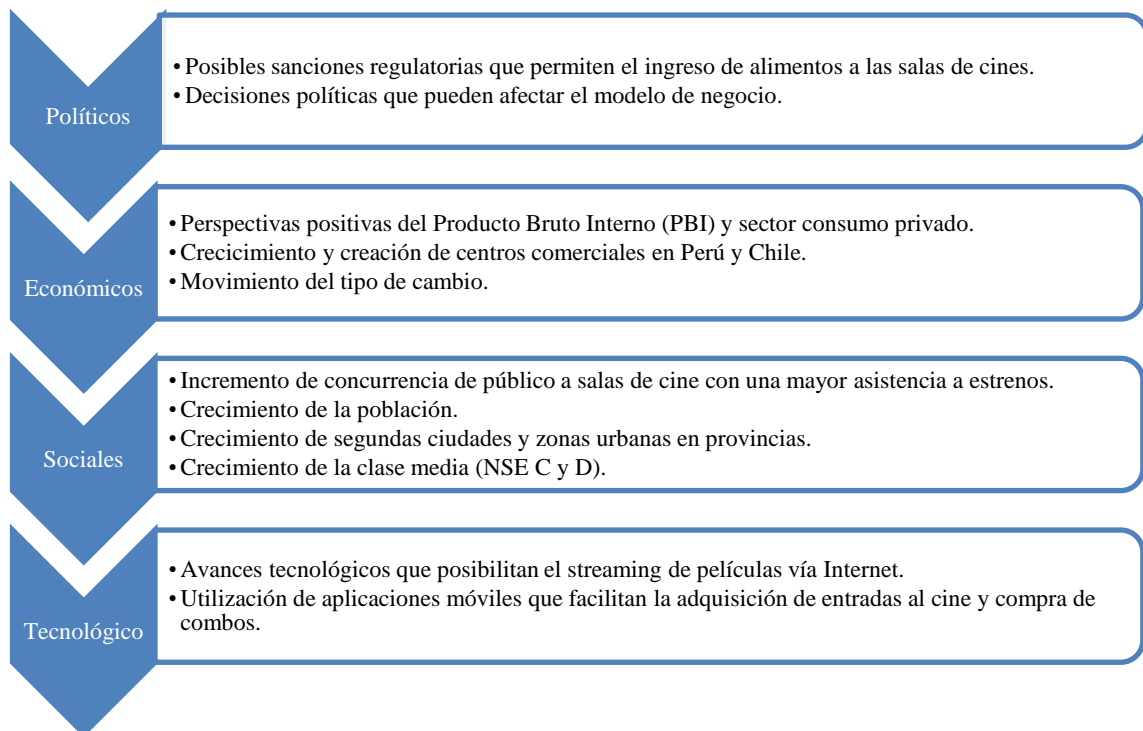 Políticos
• Posibles sanciones regulatorias que permiten el ingreso de alimentos a las salas de cines.
• Decisiones políticas que pueden afectar el modelo de negocio.
Económicos
• Perspectivas positivas del Producto Bruto Interno (PBI) y sector consumo privado.
• Crecicimiento y creación de centros comerciales en Perú y Chile.
• Movimiento del tipo de cambio.
Sociales
• Incremento de concurrencia de público a salas de cine con una mayor asistencia a estrenos.
• Crecimiento de la población.
• Crecimiento de segundas ciudades y zonas urbanas en provincias.
• Crecimiento de la clase media (NSE C y D).
Tecnológico
• Avances tecnológicos que posibilitan el streaming de películas vía Internet.
• Utilización de aplicaciones móviles que facilitan la adquisición de entradas al cine y compra de
combos.